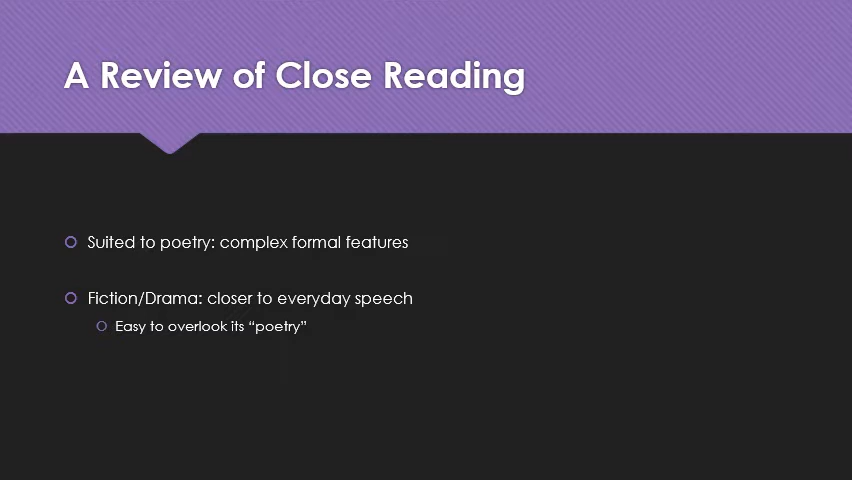 A Review of Close Reading
Suited to poetry: complex formal features
Fiction/Drama: closer to everyday speech
Easy to overlook its “poetry”